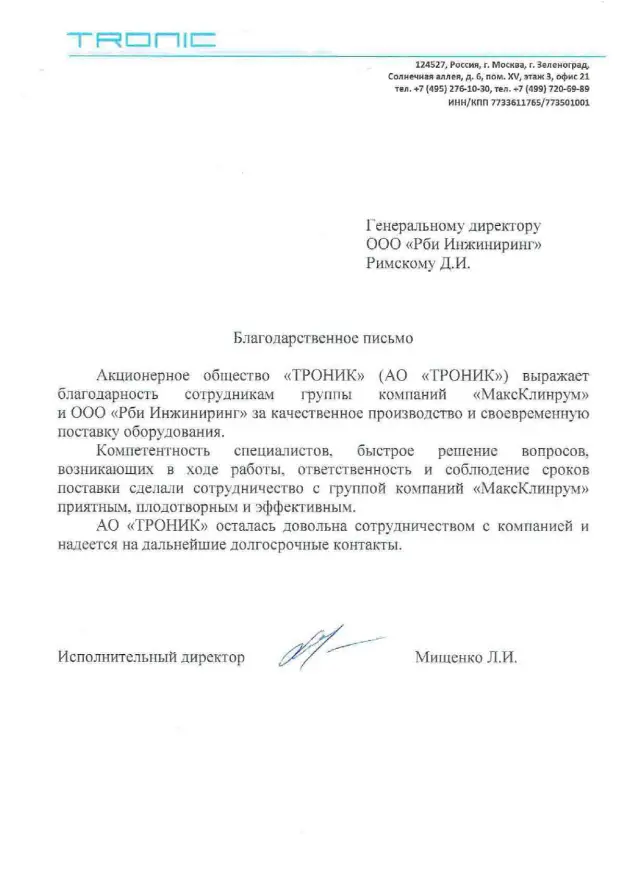 TRONIC
124527, Россия, г. Москва, г. Зеленоград,
Солнечная аллея, д. 6, пом. XV, этаж 3, офис 21
тел. +7 (495) 276-10-30, тел. +7 (499) 720-69-89
ИНН/КПП 7733611765/773501001
Генеральному директору
ООО «Рби Инжиниринг»
Римскому Д.И.
Благодарственное письмо
Акционерное общество «ТРОНИК» (АО «ТРОНИК») выражает
благодарность сотрудникам группы компаний «МаксКлинрум»
и ООО «Рби Инжиниринг» за качественное производство и своевременную
поставку оборудования.
Компетентность специалистов, быстрое решение вопросов,
возникающих в ходе работы, ответственность и соблюдение сроков
поставки сделали сотрудничество с группой компаний «МаксКлинрум»
приятным, плодотворным и эффективным.
АО «ТРОНИК» осталась довольна сотрудничеством с компанией и
надеется на дальнейшие долгосрочные контакты.
Исполнительный директор Мищенко Л.И.